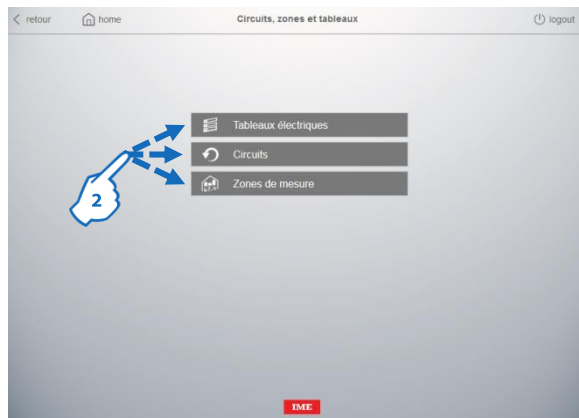 retour home Circuits, zones et tableaux logout
Tableaux électriques
Circuits
Zones de mesure
2
IME